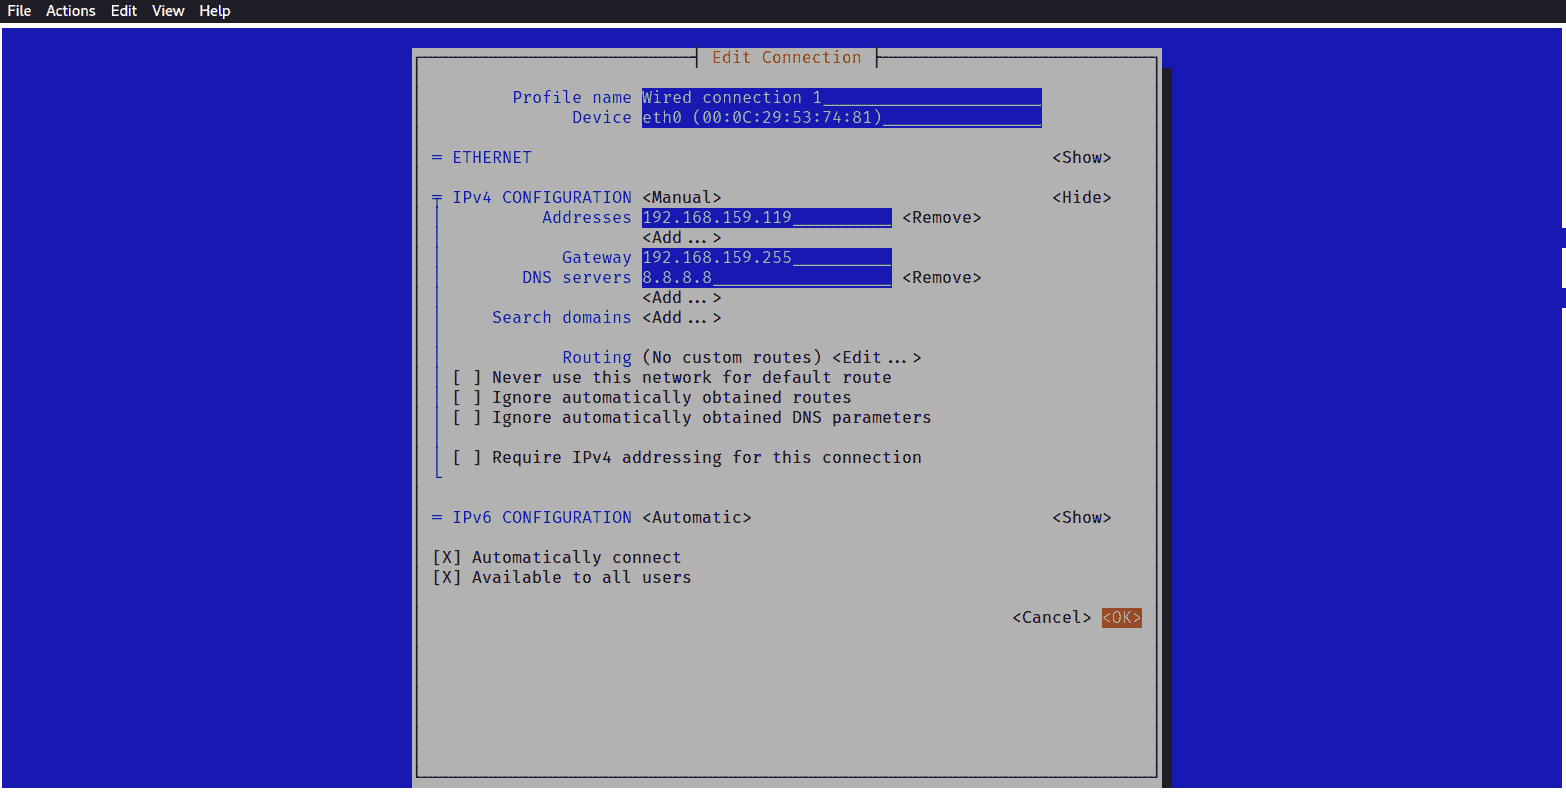 File Actions Edit View Help
Edit Connection
Profile name Wired connection 1
Device eth0 (00:0C:29:53:74:81)
= ETHERNET <Show>
IPv4 CONFIGURATION <Manual> <Hide>
Addresses 192.168.159.119 <Remove>
<Add...>
Gateway 192.168.159.255
DNS servers 8.8.8.8 <Remove>
<Add...>
Search domains <Add...>
Routing (No custom routes) <Edit...>
[ ] Never use this network for default route
[ ] Ignore automatically obtained routes
[ ] Ignore automatically obtained DNS parameters
[ ] Require IPv4 addressing for this connection
= IPv6 CONFIGURATION <Automatic> <Show>
[X] Automatically connect
[X] Available to all users
<Cancel> <OK>